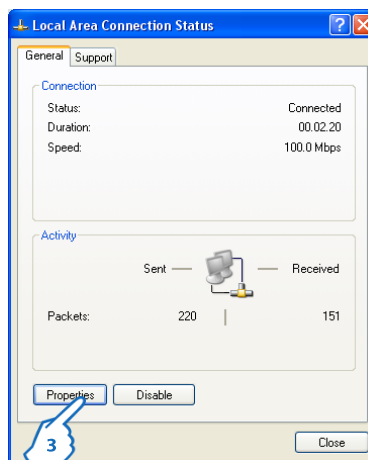 Local Area Connection Status
General Support
Connection
Status: Connected
Duration: 00.02.20
Speed: 100.0 Mbps
Activity
Sent — — Received
Packets: 220 | 151
Properties Disable
3
Close